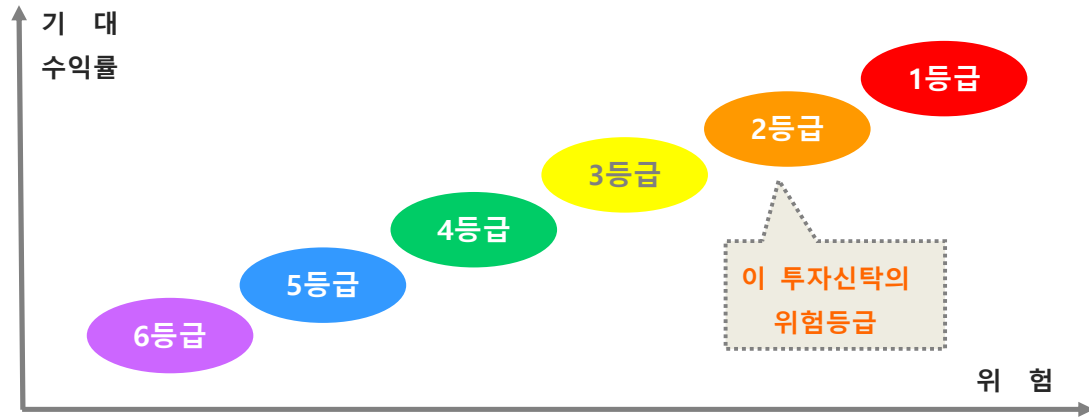 기 대
수익률
1등급
2등급
3등급
4등급
5등급
6등급
이 투자신탁의
위험등급
위 험